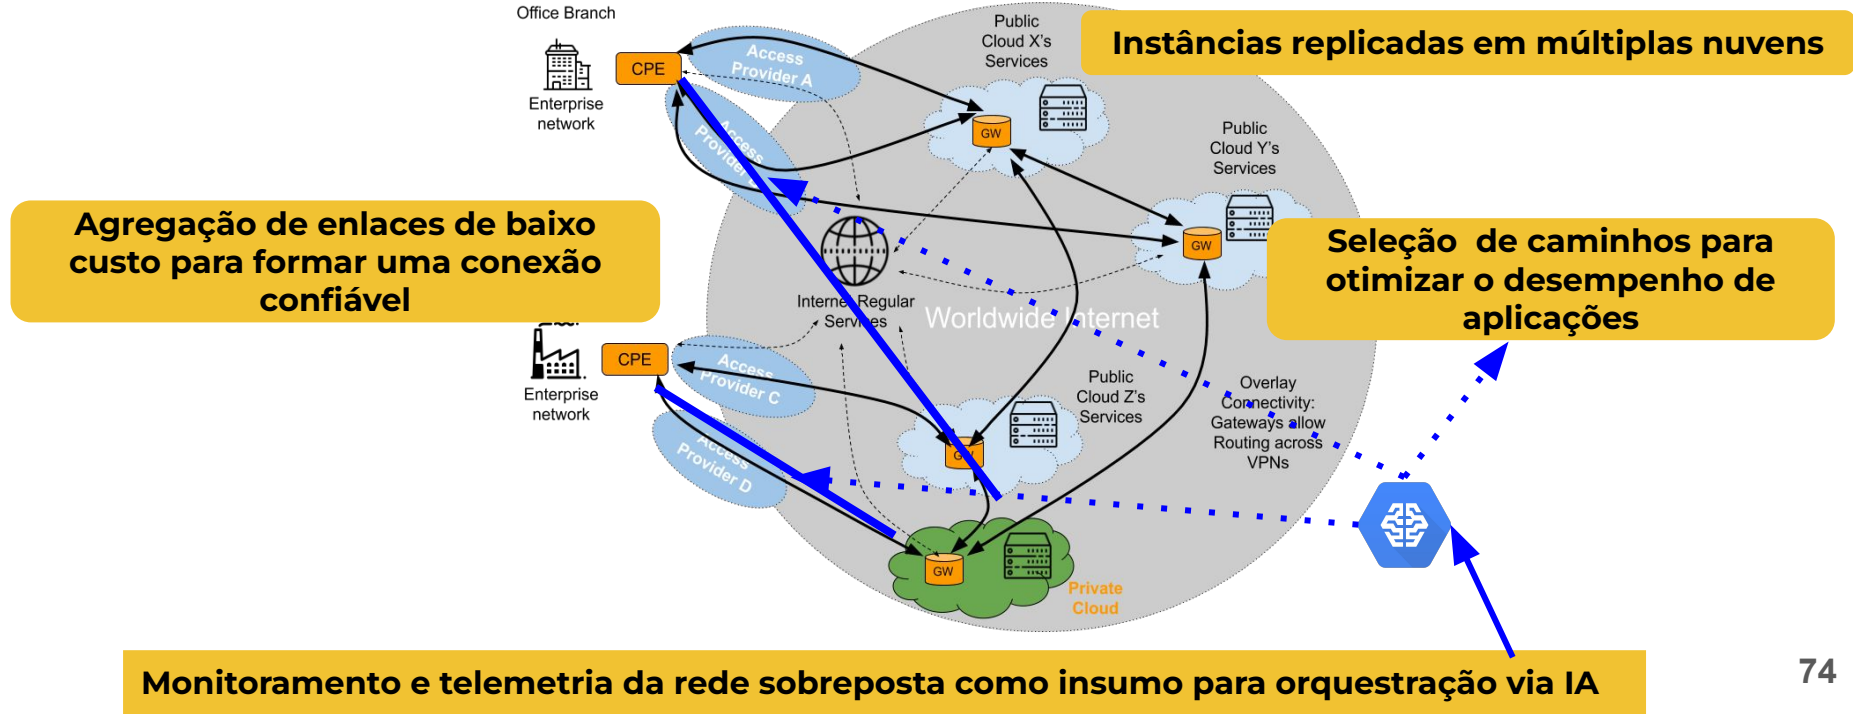 Office Branch
CPE
Enterprise
network
Access
Provider A
Access
Provider
Public
Cloud X's
Services
GW
Instâncias replicadas em múltiplas nuvens
Public
Cloud Y's
Services
GW
Agregação de enlaces de baixo
custo para formar uma conexão
confiável
Seleção de caminhos para
otimizar o desempenho de
aplicações
Internet Regular
Services
Worldwide Internet
CPE
Enterprise
network
Access
Provider C
Access
Provider D
Public
Cloud Z's
Services
GW
Overlay
Connectivity:
Gateways allow
Routing across
VPNs
GW
Private
Cloud
Monitoramento e telemetria da rede sobreposta como insumo para orquestração via IA
74